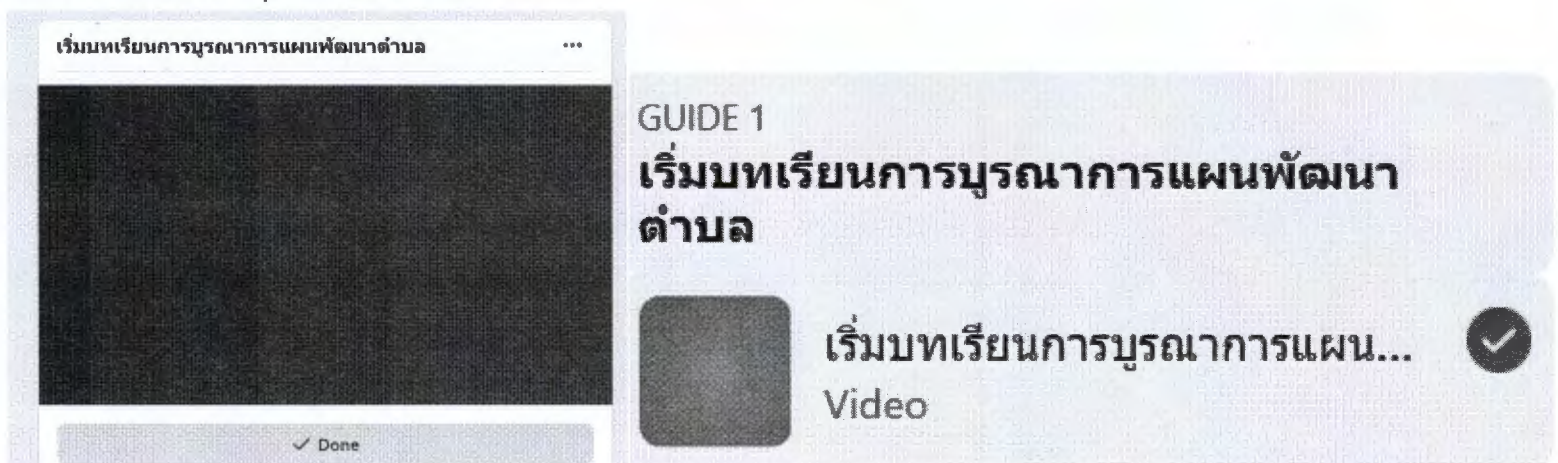 เริ่มบทเรียนการบูรณาการแผนพัฒนาตำบล ...
✓ Done
GUIDE 1
เริ่มบทเรียนการบูรณาการแผนพัฒนา
ตำบล
เริ่มบทเรียนการบูรณาการแผน...
Video